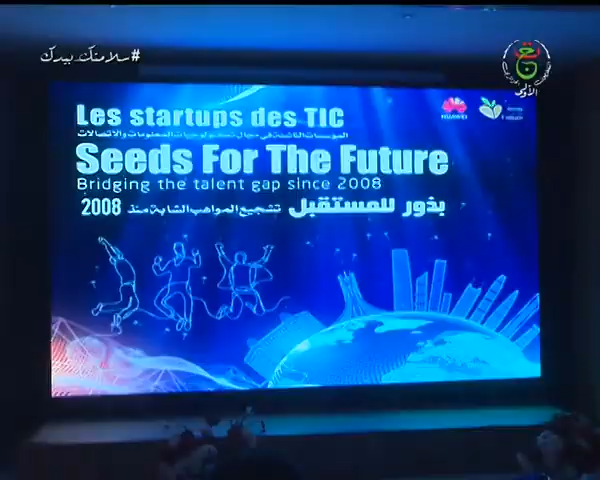 #سلامتك_بيدك
الأولى
Les startups des TIC
المؤسسات الناشئة في مجال تكنولوجيات المعلومات والاتصالات
HUAWEI
Seeds For The Future
Bridging the talent gap since 2008
بذور للمستقبل تشجيع المواهب الشابة منذ 2008